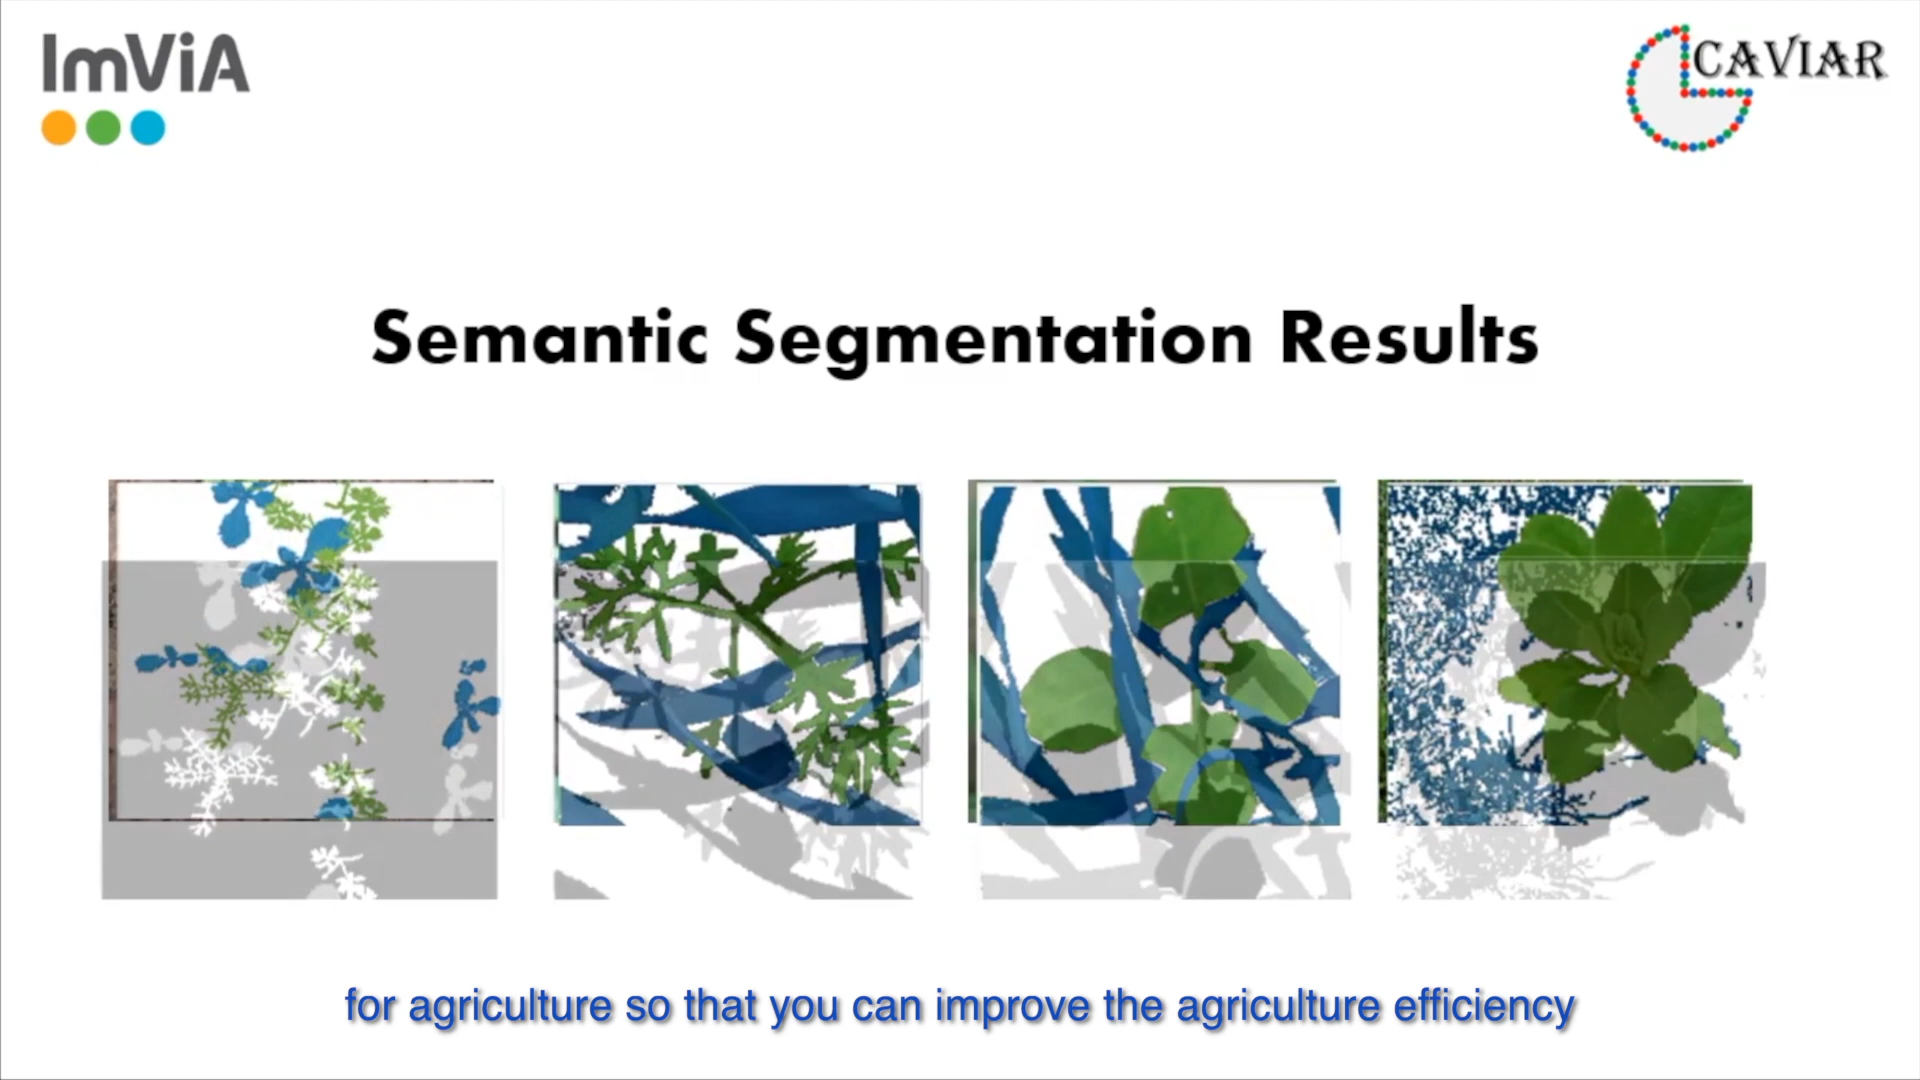 ImViA
CAVIAR
Semantic Segmentation Results
for agriculture so that you can improve the agriculture efficiency